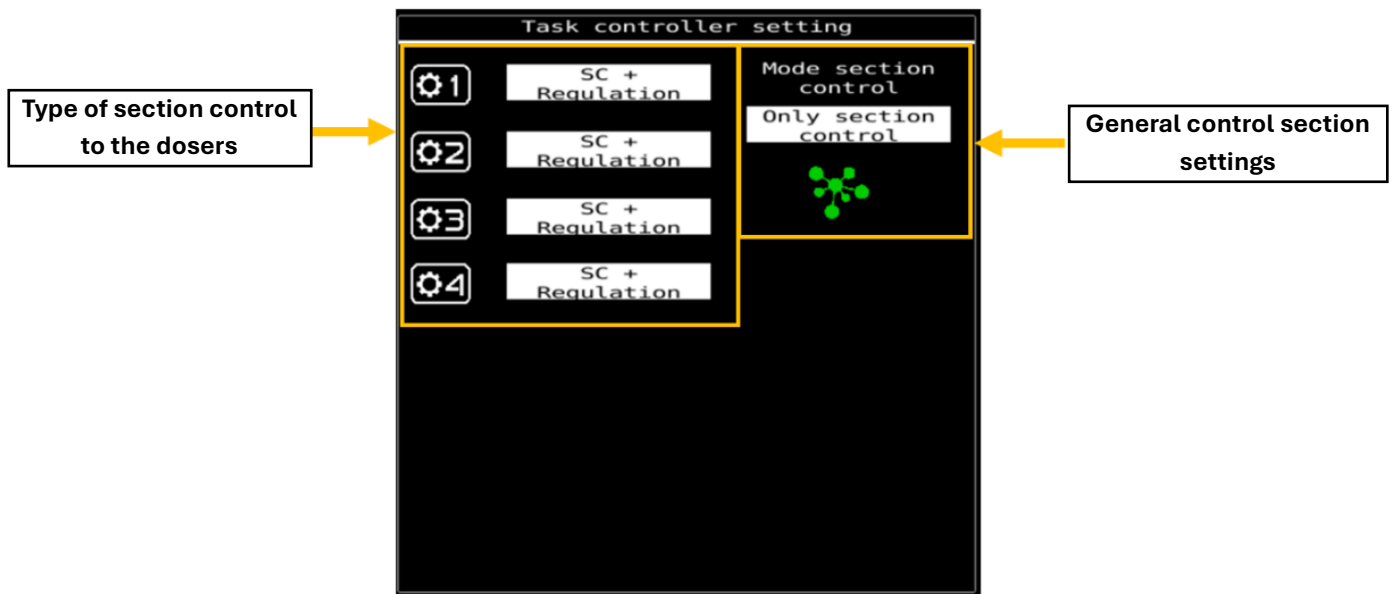 Task controller setting
Type of section control
to the dosers
1
SC +
Regulation
2
SC +
Regulation
3
SC +
Regulation
4
SC +
Regulation
Mode section
control
Only section
control
General control section
settings